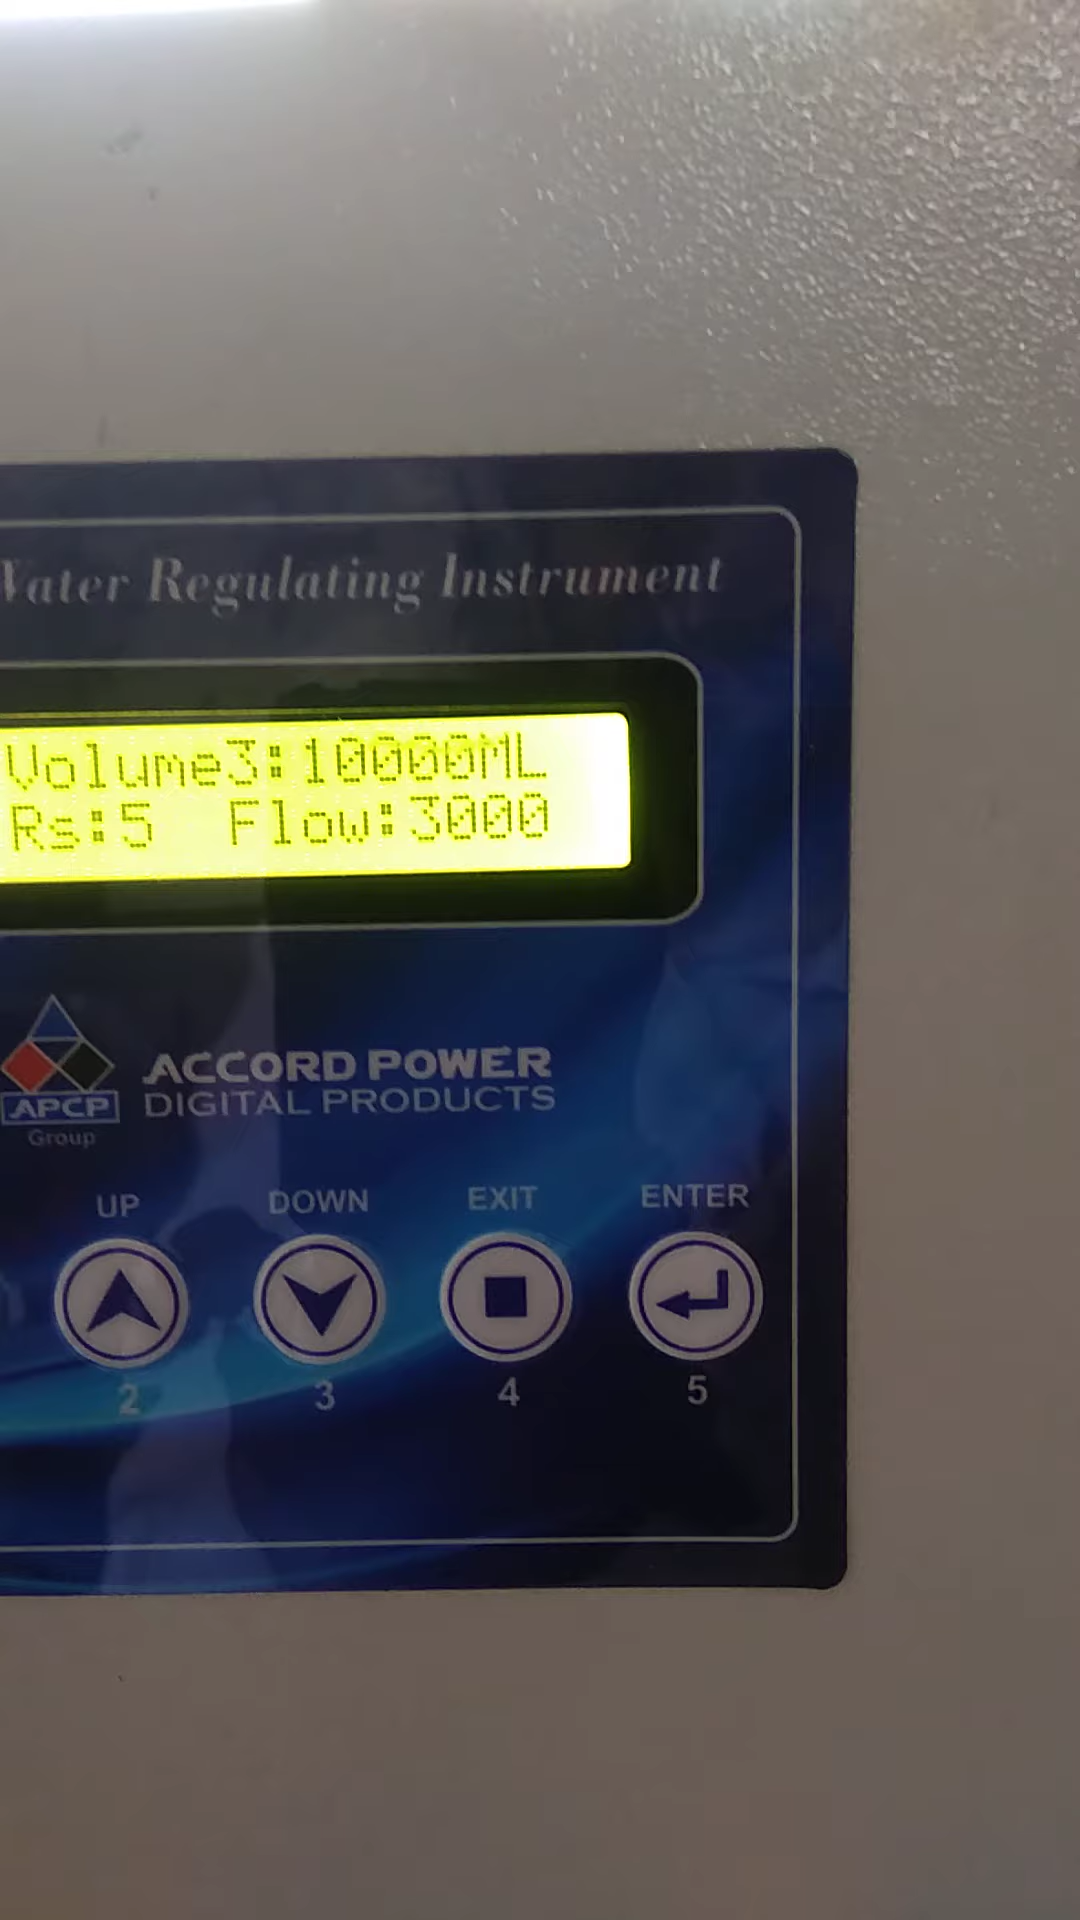 Water Regulating Instrument
Volume3:10000ML
Rs:5 Flow:3000
ACCORD POWER
DIGITAL PRODUCTS
APCP
Group
UP DOWN EXIT ENTER
2 3 4 5